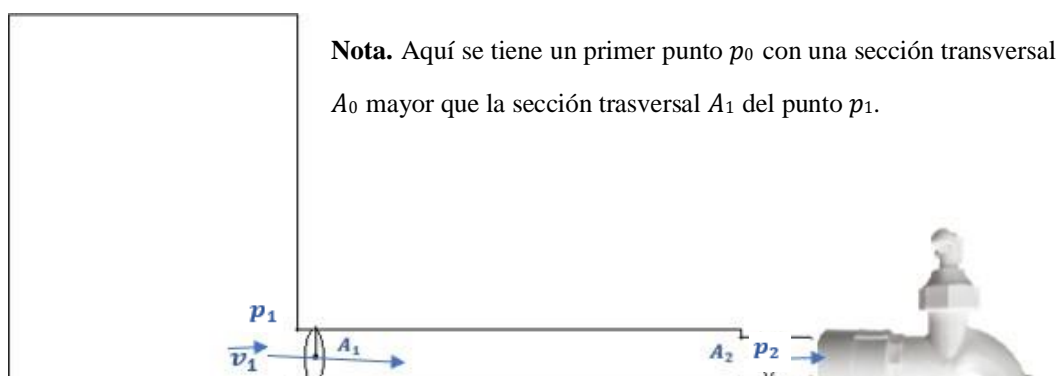 Nota. Aquí se tiene un primer punto p₀ con una sección transversal
A₀ mayor que la sección trasversal A₁ del punto p₁.
p₁
v₁ A₁
A₂ p₂